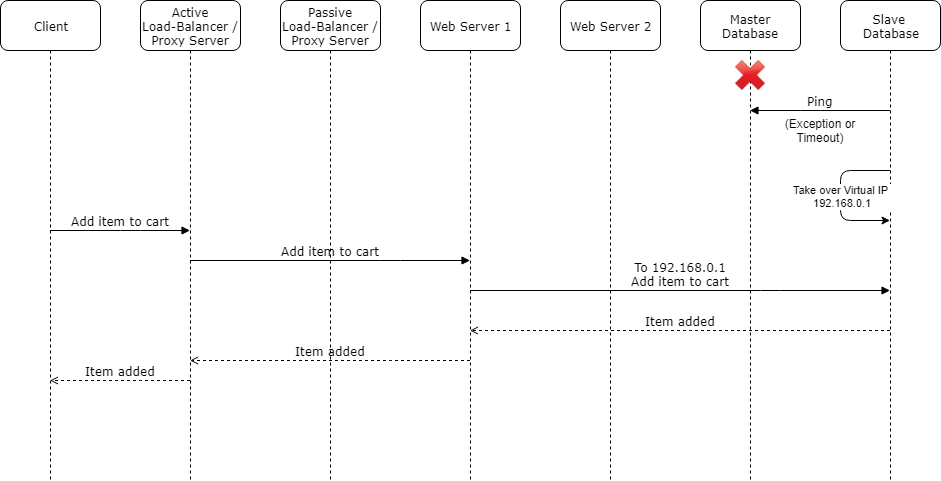 Client
Active
Load-Balancer /
Proxy Server
Passive
Load-Balancer /
Proxy Server
Web Server 1
Web Server 2
Master
Database
Slave
Database
Ping
(Exception or
Timeout)
Take over Virtual IP
192.168.0.1
Add item to cart
Add item to cart
To 192.168.0.1
Add item to cart
Item added
Item added
Item added